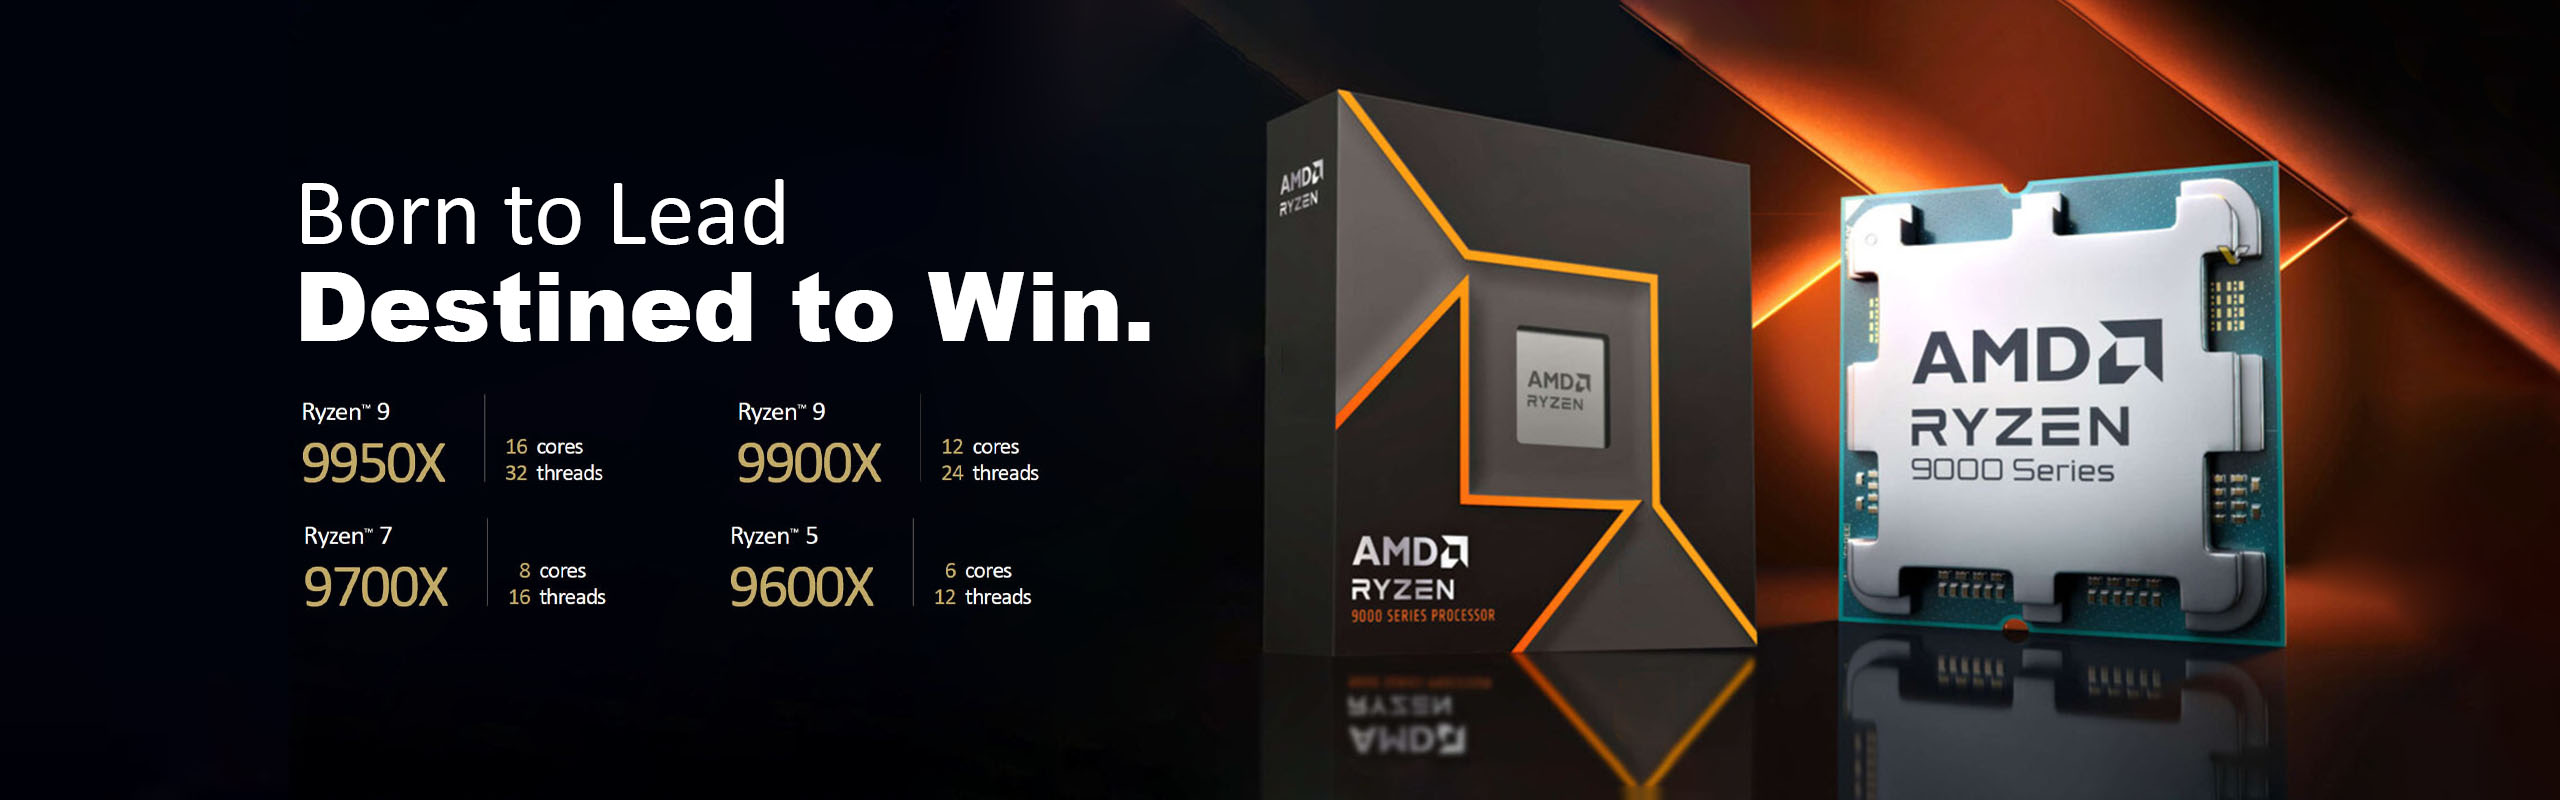 Born to Lead
Destined to Win.
Ryzen™ 9
9950X
16 cores
32 threads
Ryzen™ 9
9900X
12 cores
24 threads
Ryzen™ 7
9700X
8 cores
16 threads
Ryzen™ 5
9600X
6 cores
12 threads
AMD
RYZEN
AMD
RYZEN
AMD
RYZEN
9000 SERIES PROCESSOR
AMD
RYZEN
9000 Series